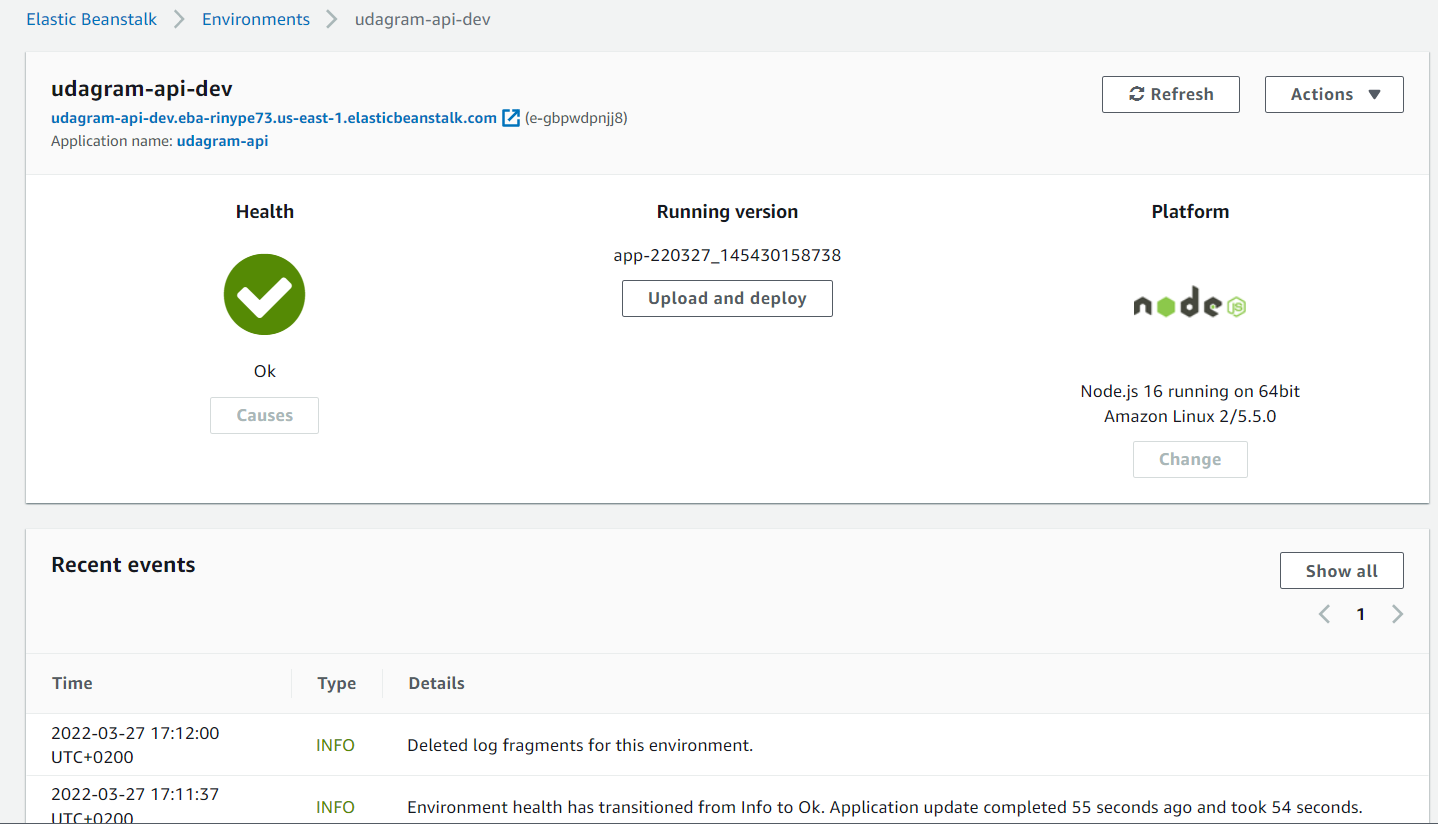 Elastic Beanstalk > Environments > udagram-api-dev
udagram-api-dev
Refresh
Actions
udagram-api-dev.eba-rinype73.us-east-1.elasticbeanstalk.com (e-gbpwdpnjj8)
Application name: udagram-api
Health
Running version
Platform
app-220327_145430158738
Upload and deploy
node JS
Ok
Causes
Node.js 16 running on 64bit
Amazon Linux 2/5.5.0
Change
Recent events
Show all
1
Time
Type
Details
2022-03-27 17:12:00
UTC+0200
INFO
Deleted log fragments for this environment.
2022-03-27 17:11:37
UTC+0200
INFO
Environment health has transitioned from Info to Ok. Application update completed 55 seconds ago and took 54 seconds.